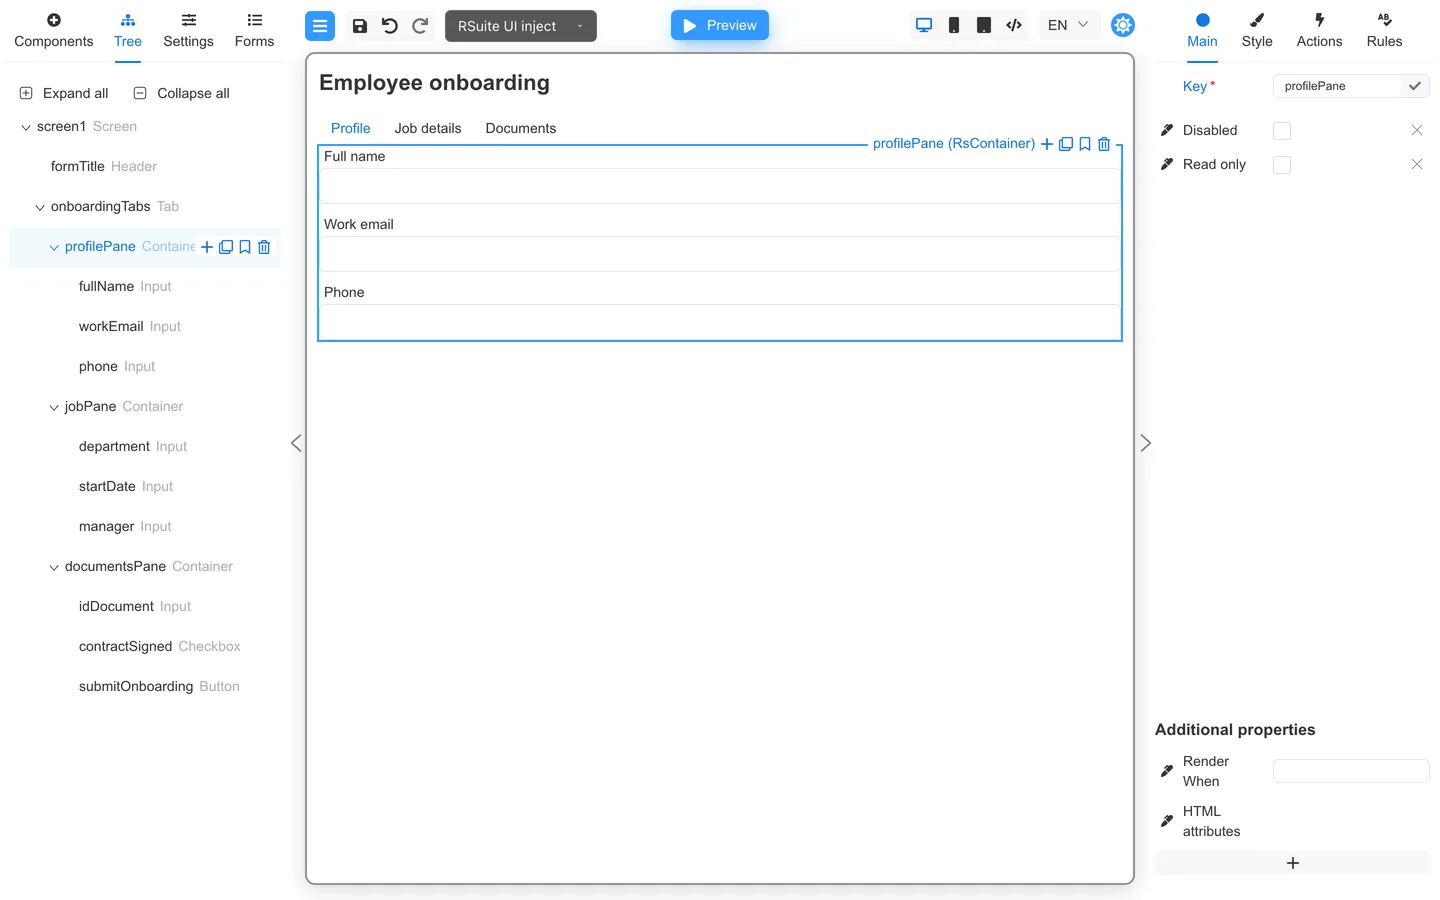 Components
Tree
Settings
Forms
RSuite UI inject
Preview
EN
Main
Style
Actions
Rules
Expand all
Collapse all
screen1 Screen
formTitle Header
onboardingTabs Tab
profilePane Containe
fullName Input
workEmail Input
phone Input
jobPane Container
department Input
startDate Input
manager Input
documentsPane Container
idDocument Input
contractSigned Checkbox
submitOnboarding Button
Employee onboarding
Profile
Job details
Documents
profilePane (RsContainer)
Full name
Work email
Phone
Key*
profilePane
Disabled
Read only
Additional properties
Render
When
HTML
attributes